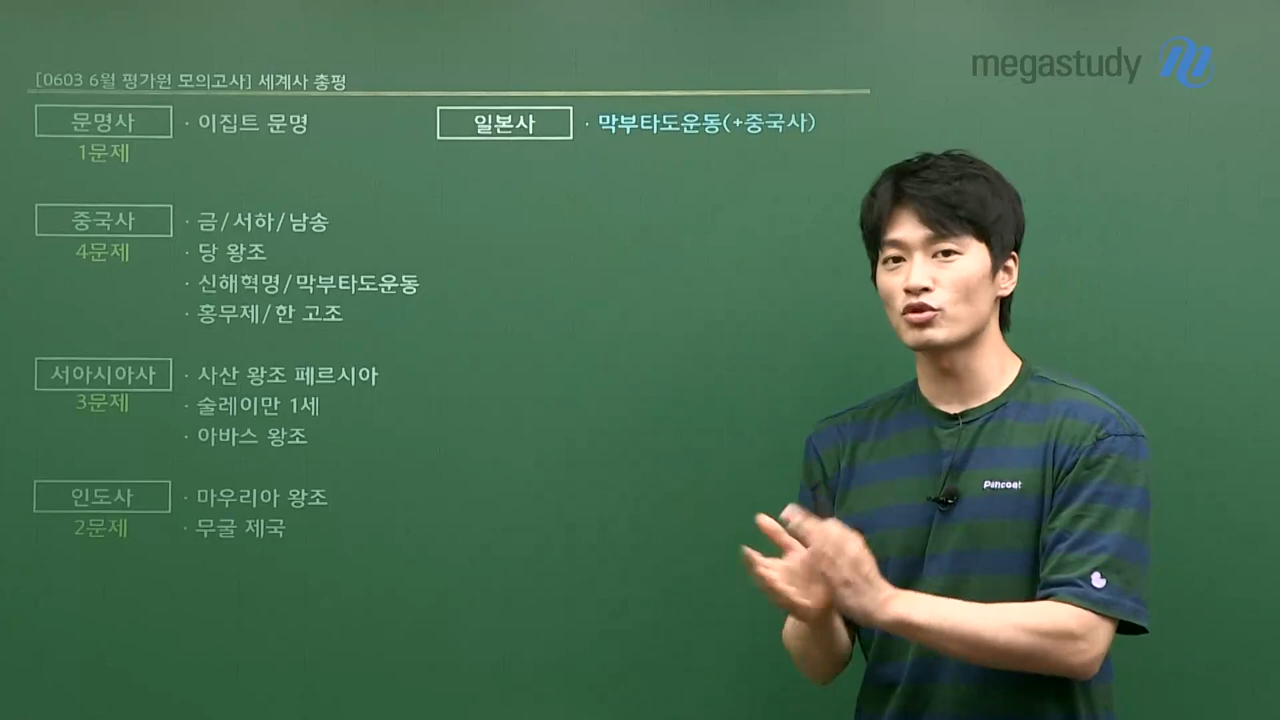 megastudy
[0603 6월 평가원 모의고사] 세계사 총평
문명사
1문제
· 이집트 문명
중국사
4문제
· 금/서하/남송
· 당 왕조
· 신해혁명/막부타도운동
· 홍무제/한 고조
서아시아사
3문제
· 사산 왕조 페르시아
· 술레이만 1세
· 아바스 왕조
인도사
2문제
· 마우리아 왕조
· 무굴 제국
일본사
· 막부타도운동(+중국사)
Pancoat